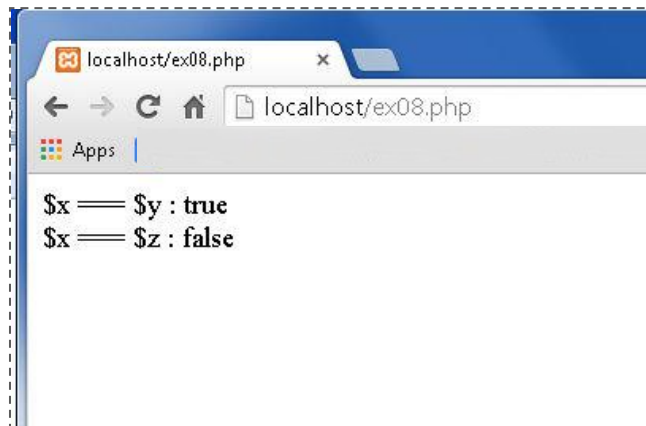 localhost/ex08.php
localhost/ex08.php
Apps
$x === $y : true
$x === $z : false